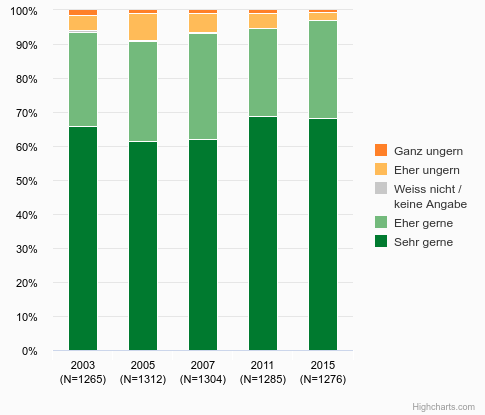 100%
90%
80%
70%
60%
50%
40%
30%
20%
10%
0%
2003
(N=1265)
2005
(N=1312)
2007
(N=1304)
2011
(N=1285)
2015
(N=1276)
Ganz ungern
Eher ungern
Weiss nicht /
keine Angabe
Eher gerne
Sehr gerne
Highcharts.com